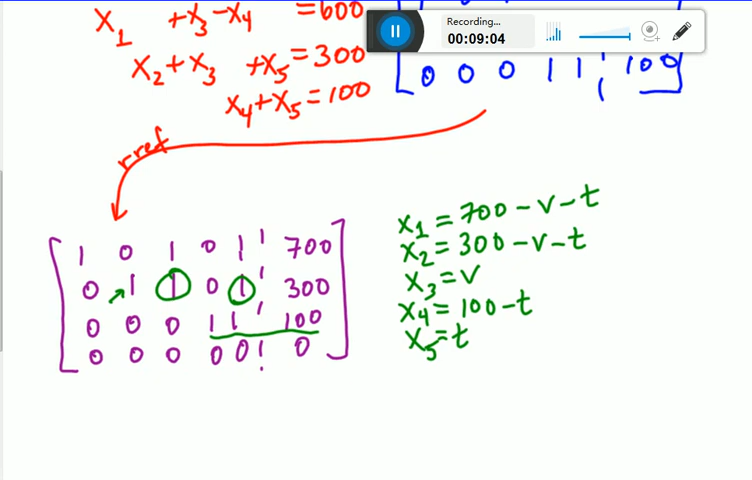 x₁ +x₃-x₄ =600
Recording...
00:09:04
x₂+x₃ +x₅=300
0 0 0 1 1 ¦ 100
x₄+x₅=100
rref
1 0 1 0 1 ¦ 700
0 1 1 0 1 ¦ 300
0 0 0 1 1 ¦ 100
0 0 0 0 0 ¦ 0
x₁=700-v-t
x₂=300-v-t
x₃=v
x₄=100-t
x₅=t